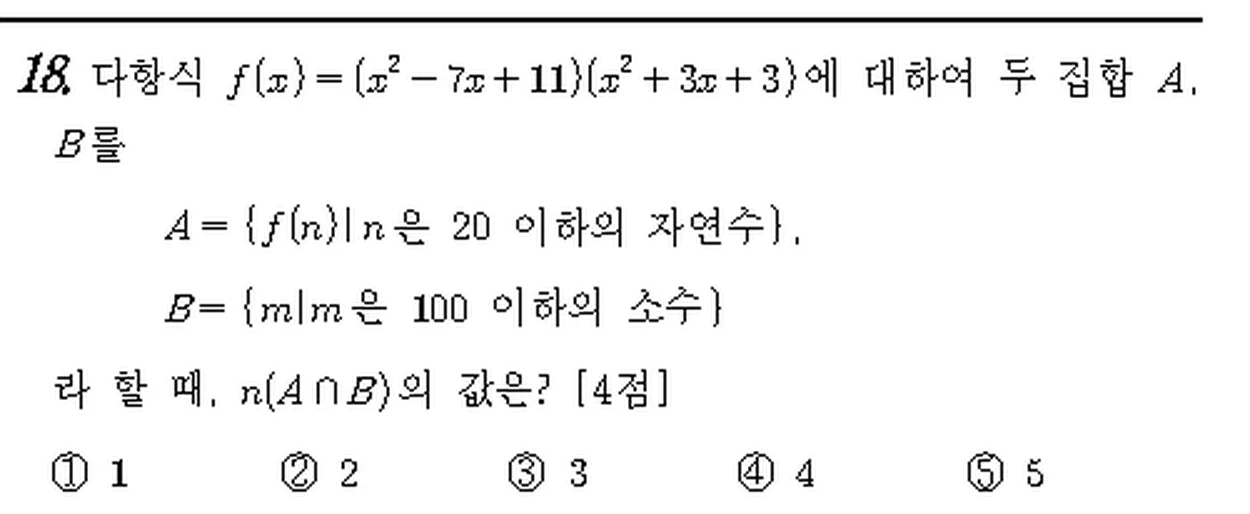 18. 다항식 f(x) = (x² − 7x + 11)(x² + 3x + 3)에 대하여 두 집합 A,
B를
A = {f(n) | n은 20 이하의 자연수},
B = {m | m은 100 이하의 소수}
라 할 때, n(A ∩ B)의 값은? [4점]
① 1 ② 2 ③ 3 ④ 4 ⑤ 5